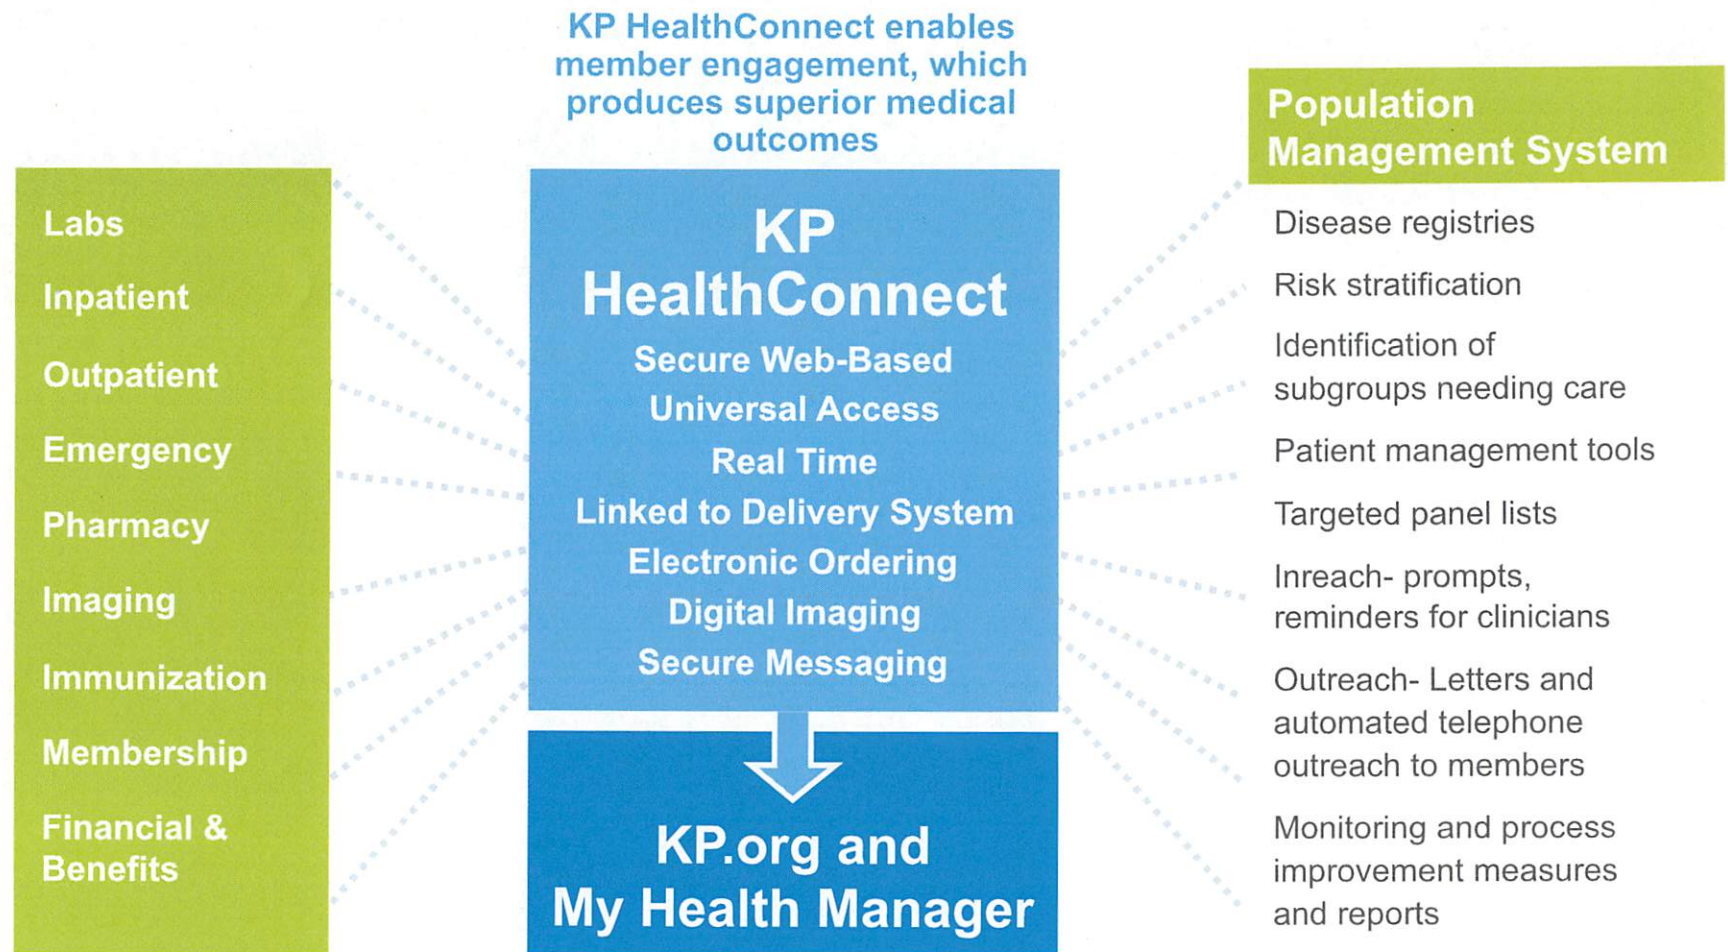 KP HealthConnect enables
member engagement, which
produces superior medical
outcomes
Labs
Inpatient
Outpatient
Emergency
Pharmacy
Imaging
Immunization
Membership
Financial &
Benefits
KP
HealthConnect
Secure Web-Based
Universal Access
Real Time
Linked to Delivery System
Electronic Ordering
Digital Imaging
Secure Messaging
KP.org and
My Health Manager
Population
Management System
Disease registries
Risk stratification
Identification of
subgroups needing care
Patient management tools
Targeted panel lists
Inreach- prompts,
reminders for clinicians
Outreach- Letters and
automated telephone
outreach to members
Monitoring and process
improvement measures
and reports